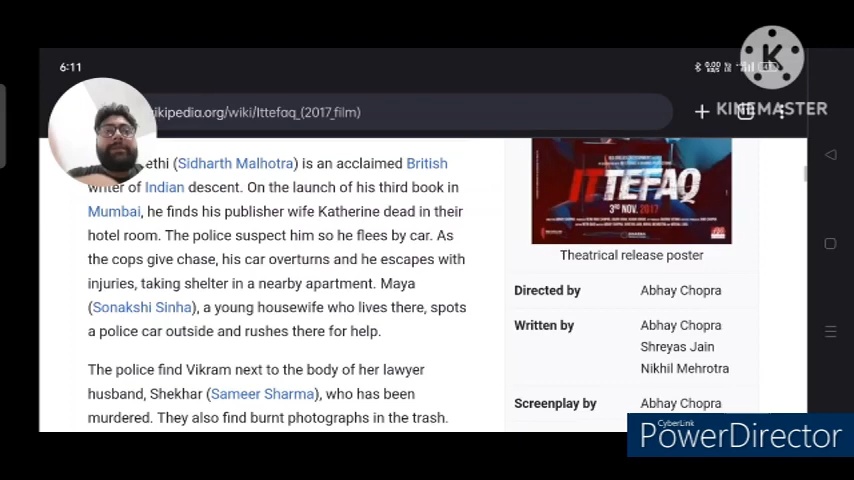 6:11
KINEMASTER
ikipedia.org/wiki/Ittefaq_(2017_film)
ethi (Sidharth Malhotra) is an acclaimed British
writer of Indian descent. On the launch of his third book in
Mumbai, he finds his publisher wife Katherine dead in their
hotel room. The police suspect him so he flees by car. As
the cops give chase, his car overturns and he escapes with
injuries, taking shelter in a nearby apartment. Maya
(Sonakshi Sinha), a young housewife who lives there, spots
a police car outside and rushes there for help.
The police find Vikram next to the body of her lawyer
husband, Shekhar (Sameer Sharma), who has been
murdered. They also find burnt photographs in the trash.
ITTEFAQ
3RD NOV. 2017
Theatrical release poster
Directed by Abhay Chopra
Written by Abhay Chopra
Shreyas Jain
Nikhil Mehrotra
Screenplay by Abhay Chopra
CyberLink
PowerDirector